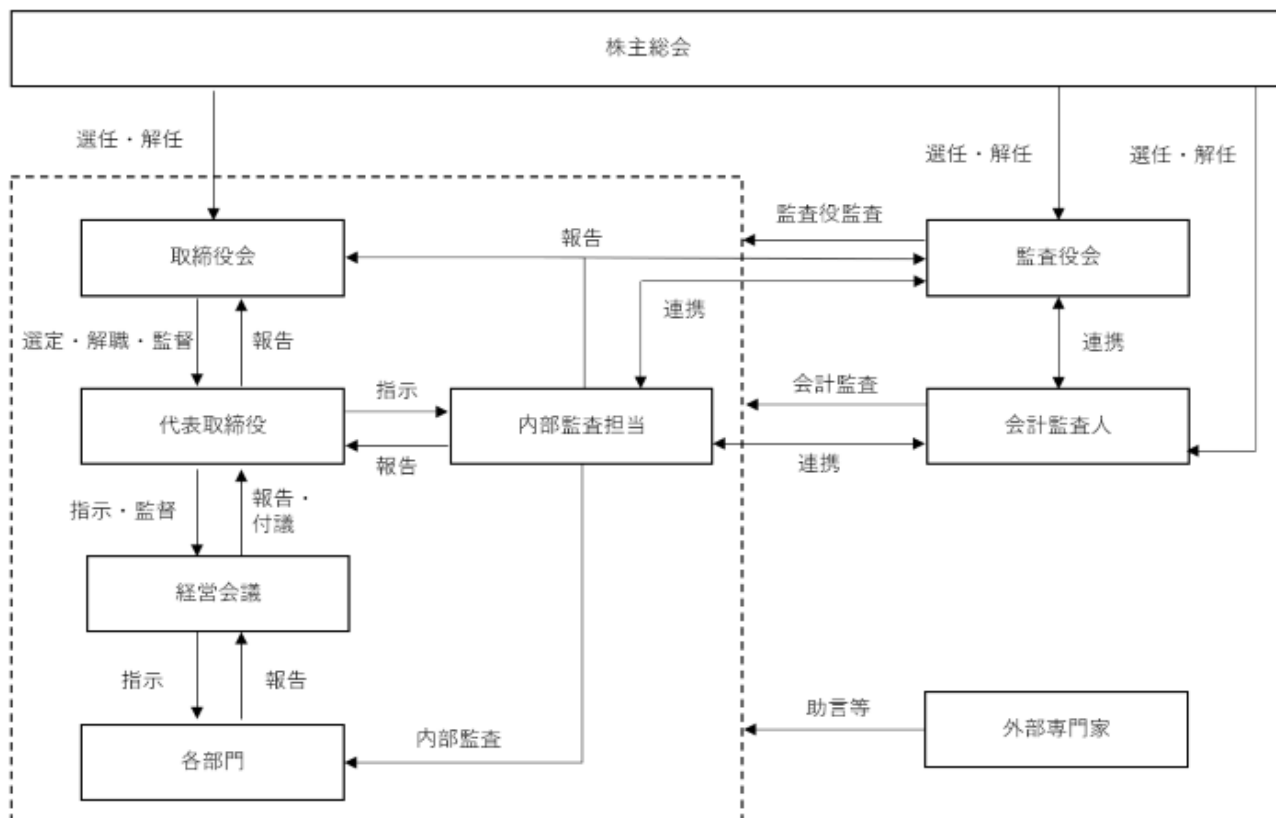 株主総会
選任・解任
選任・解任
選任・解任
取締役会
報告
監査役監査
監査役会
選定・解職・監督
報告
連携
連携
代表取締役
指示
報告
内部監査担当
会計監査
連携
会計監査人
指示・監督
報告・
付議
経営会議
指示
報告
各部門
内部監査
助言等
外部専門家